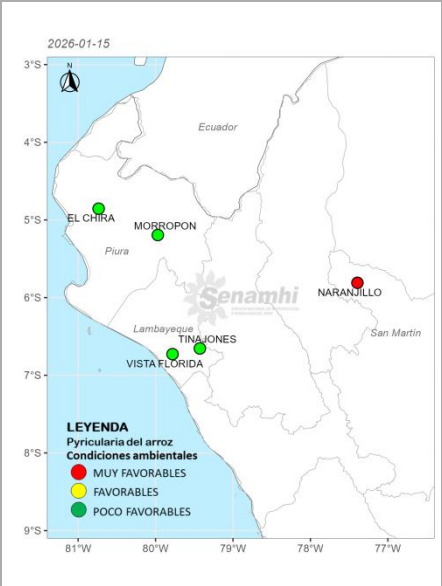 2026-01-15
3°S
N
4°S
Ecuador
EL CHIRA
5°S
MORROPON
Piura
NARANJILLO
6°S
Senamhi
Lambayeque
TINAJONES
San Martín
VISTA FLORIDA
7°S
LEYENDA
Pyricularia del arroz
Condiciones ambientales
8°S
MUY FAVORABLES
FAVORABLES
POCO FAVORABLES
9°S
81°W 80°W 79°W 78°W 77°W